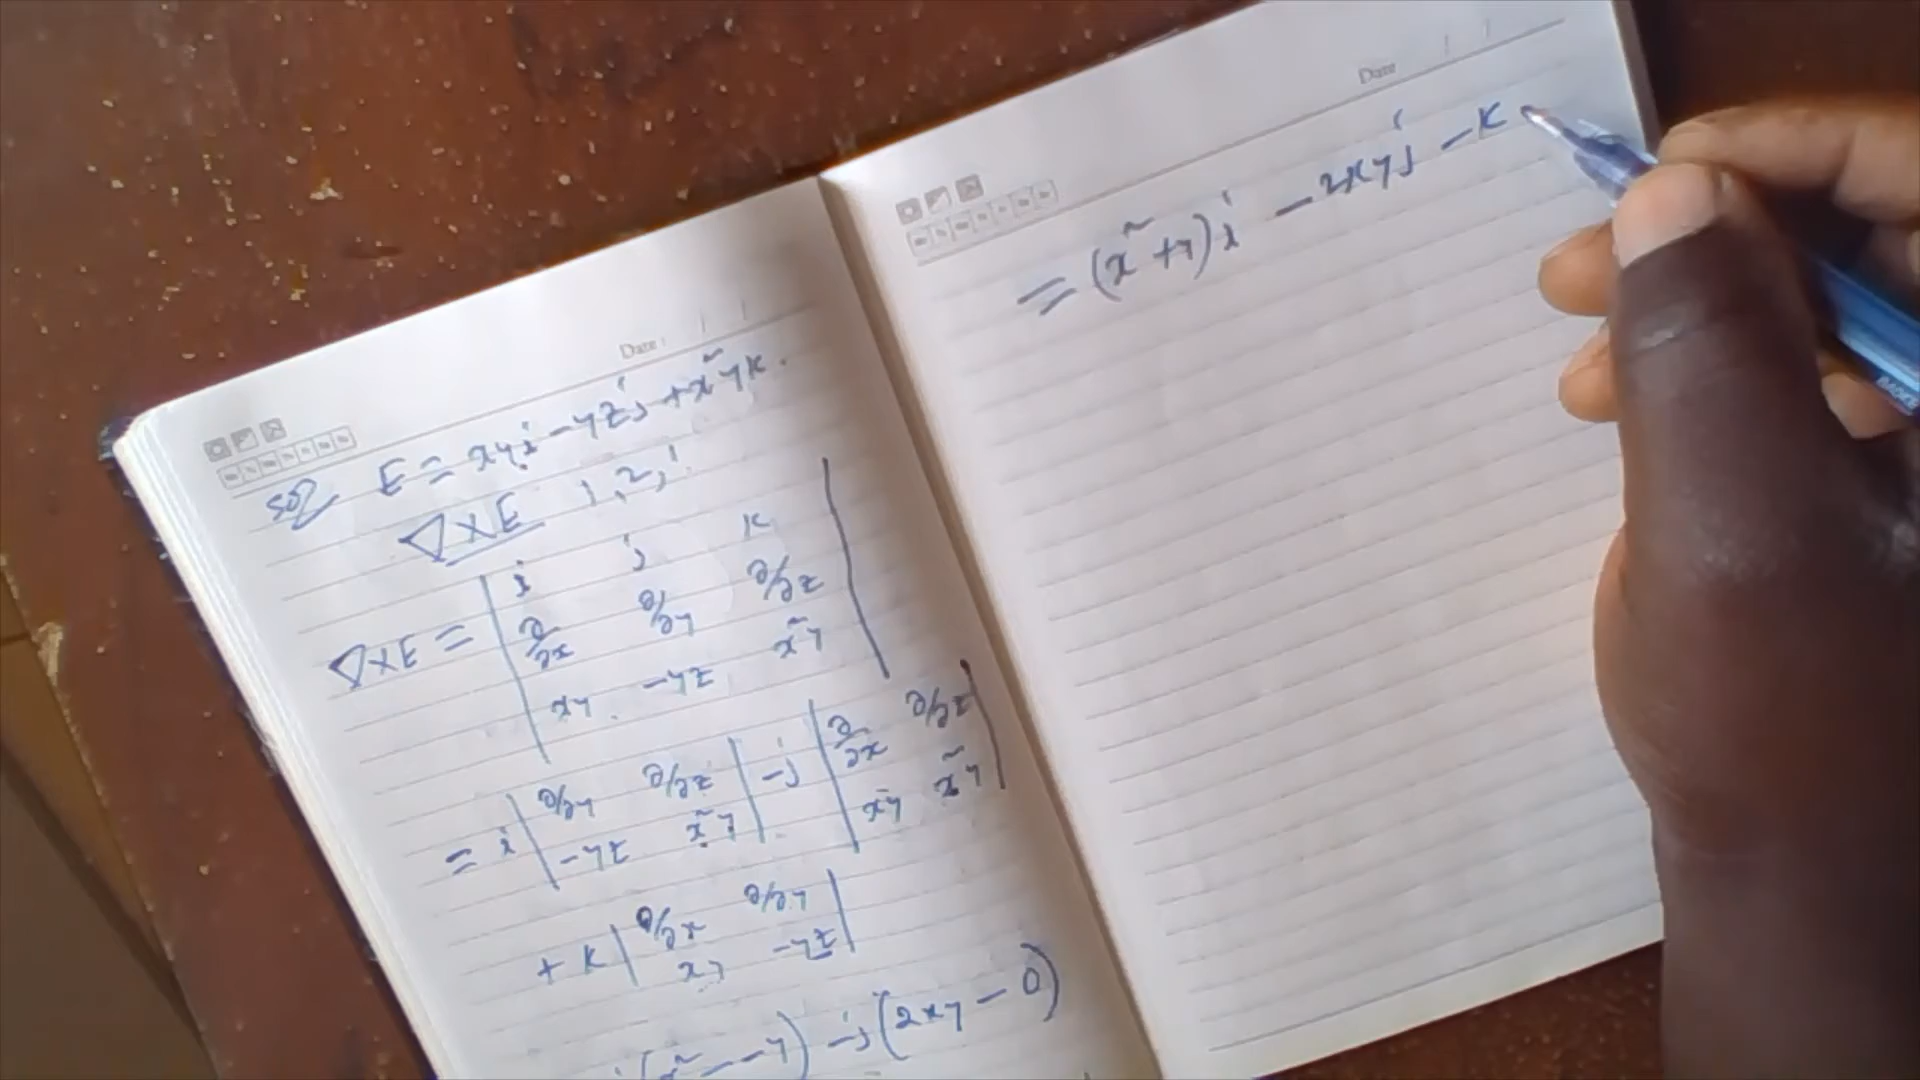 Date :
Sol E = xyi - yzj + x²yk.
∇×E 1,2,1
i j k
∇×E = ∂/∂x ∂/∂y ∂/∂z
xy -yz x²y
= i | ∂/∂y ∂/∂z | -j | ∂/∂x ∂/∂z |
-yz x²y xy x²y
+ k | ∂/∂x ∂/∂y |
xy -yz
i(x² - -y) - j(2xy - 0)
Date
= (x² + y)i - 2xyj - k